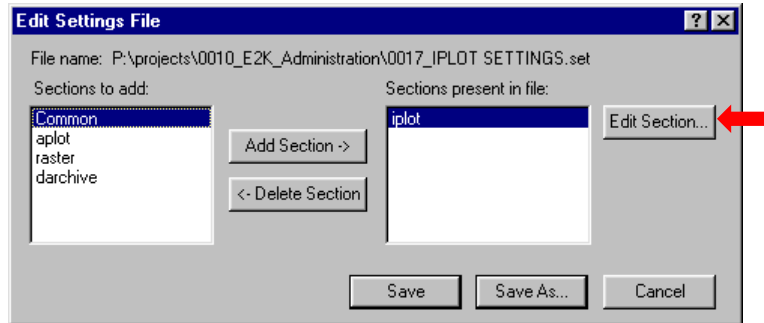 Edit Settings File
File name: P:\projects\0010_E2K_Administration\0017_IPLOT SETTINGS.set
Sections to add:
Common
aplot
raster
darchive
Add Section ->
<- Delete Section
Sections present in file:
iplot
Edit Section...
Save
Save As...
Cancel